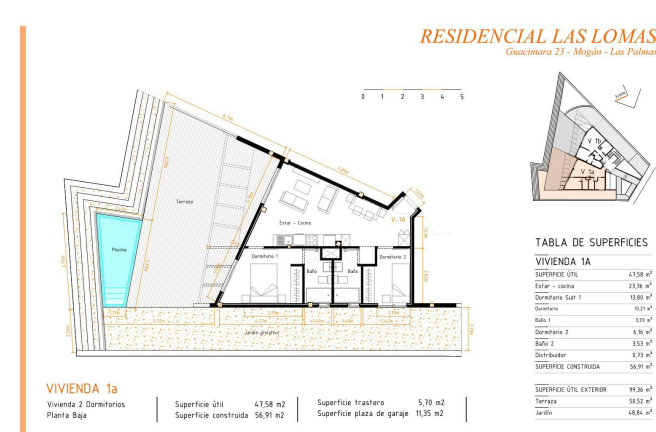 RESIDENCIAL LAS LOMAS
Guacimara 23 - Mogán - Las Palmas
0 1 2 3 4 5
V 1b
V 1a
Terraza
Estar - Cocina
V-1A
Piscina
Dormitorio 1
Baño
Baño
Dormitorio 2
TABLA DE SUPERFICIES
VIVIENDA 1A
SUPERFICIE ÚTIL 47,58 m²
Estar - cocina 23,36 m²
Dormitorio Suit 1 13,80 m²
Dormitorio 10,21 m²
Baño 1 3,59 m²
Dormitorio 2 6,16 m²
Baño 2 3,53 m²
Distribuidor 0,73 m²
SUPERFICIE CONSTRUIDA 56,91 m²
SUPERFICIE ÚTIL EXTERIOR 99,36 m²
Terraza 50,52 m²
Jardín 48,84 m²
VIVIENDA 1a
Vivienda 2 Dormitorios
Planta Baja
Superficie útil 47,58 m2
Superficie construida 56,91 m2
Superficie trastero 5,70 m2
Superficie plaza de garaje 11,35 m2